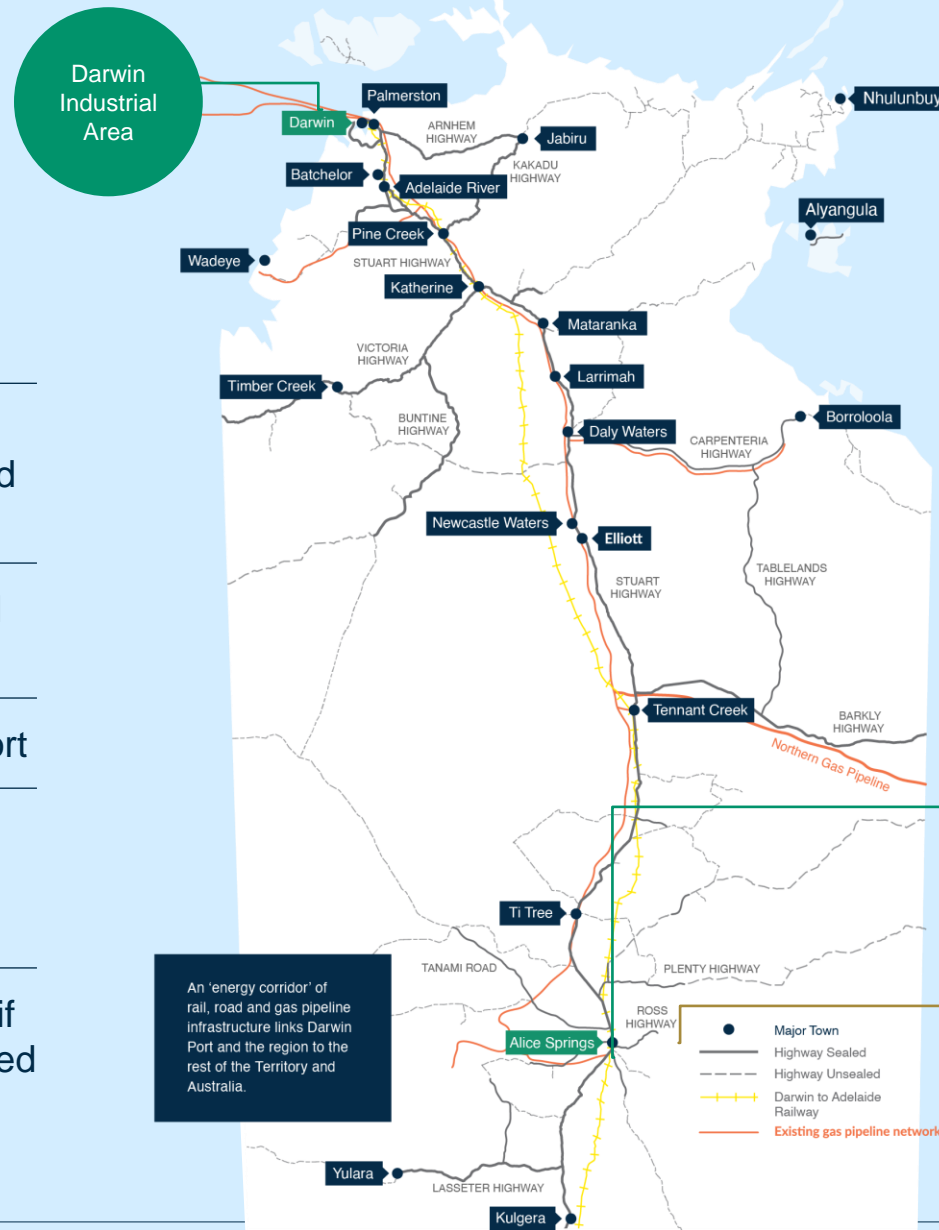 Darwin
Industrial
Area
Palmerston
Nhulunbuy
Darwin
ARNHEM
HIGHWAY
Jabiru
KAKADU
HIGHWAY
Batchelor
Adelaide River
Alyangula
Pine Creek
Wadeye
STUART HIGHWAY
Katherine
Mataranka
VICTORIA
HIGHWAY
Larrimah
Timber Creek
BUNTINE
HIGHWAY
Daly Waters
Borroloola
CARPENTERIA
HIGHWAY
d
Newcastle Waters
Elliott
STUART
HIGHWAY
TABLELANDS
HIGHWAY
Tennant Creek
BARKLY
HIGHWAY
ort
Northern Gas Pipeline
Ti Tree
TANAMI ROAD
PLENTY HIGHWAY
An ‘energy corridor’ of
rail, road and gas pipeline
infrastructure links Darwin
Port and the region to the
rest of the Territory and
Australia.
if
ed
ROSS
HIGHWAY
Alice Springs
Major Town
Highway Sealed
Highway Unsealed
Darwin to Adelaide
Railway
Existing gas pipeline network
Yulara
LASSETER HIGHWAY
Kulgera